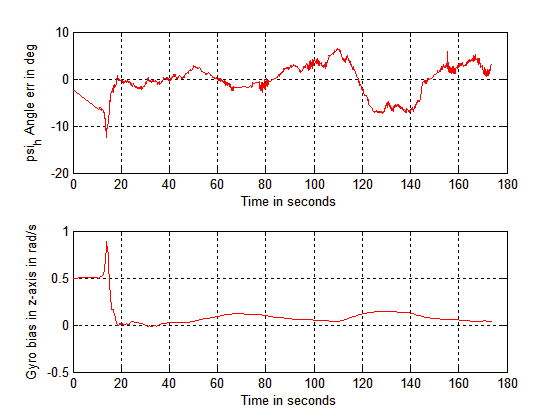 10
0
-10
-20
psi_h Angle err in deg
0 20 40 60 80 100 120 140 160 180
Time in seconds
1
0.5
0
-0.5
Gyro bias in z-axis in rad/s
0 20 40 60 80 100 120 140 160 180
Time in seconds